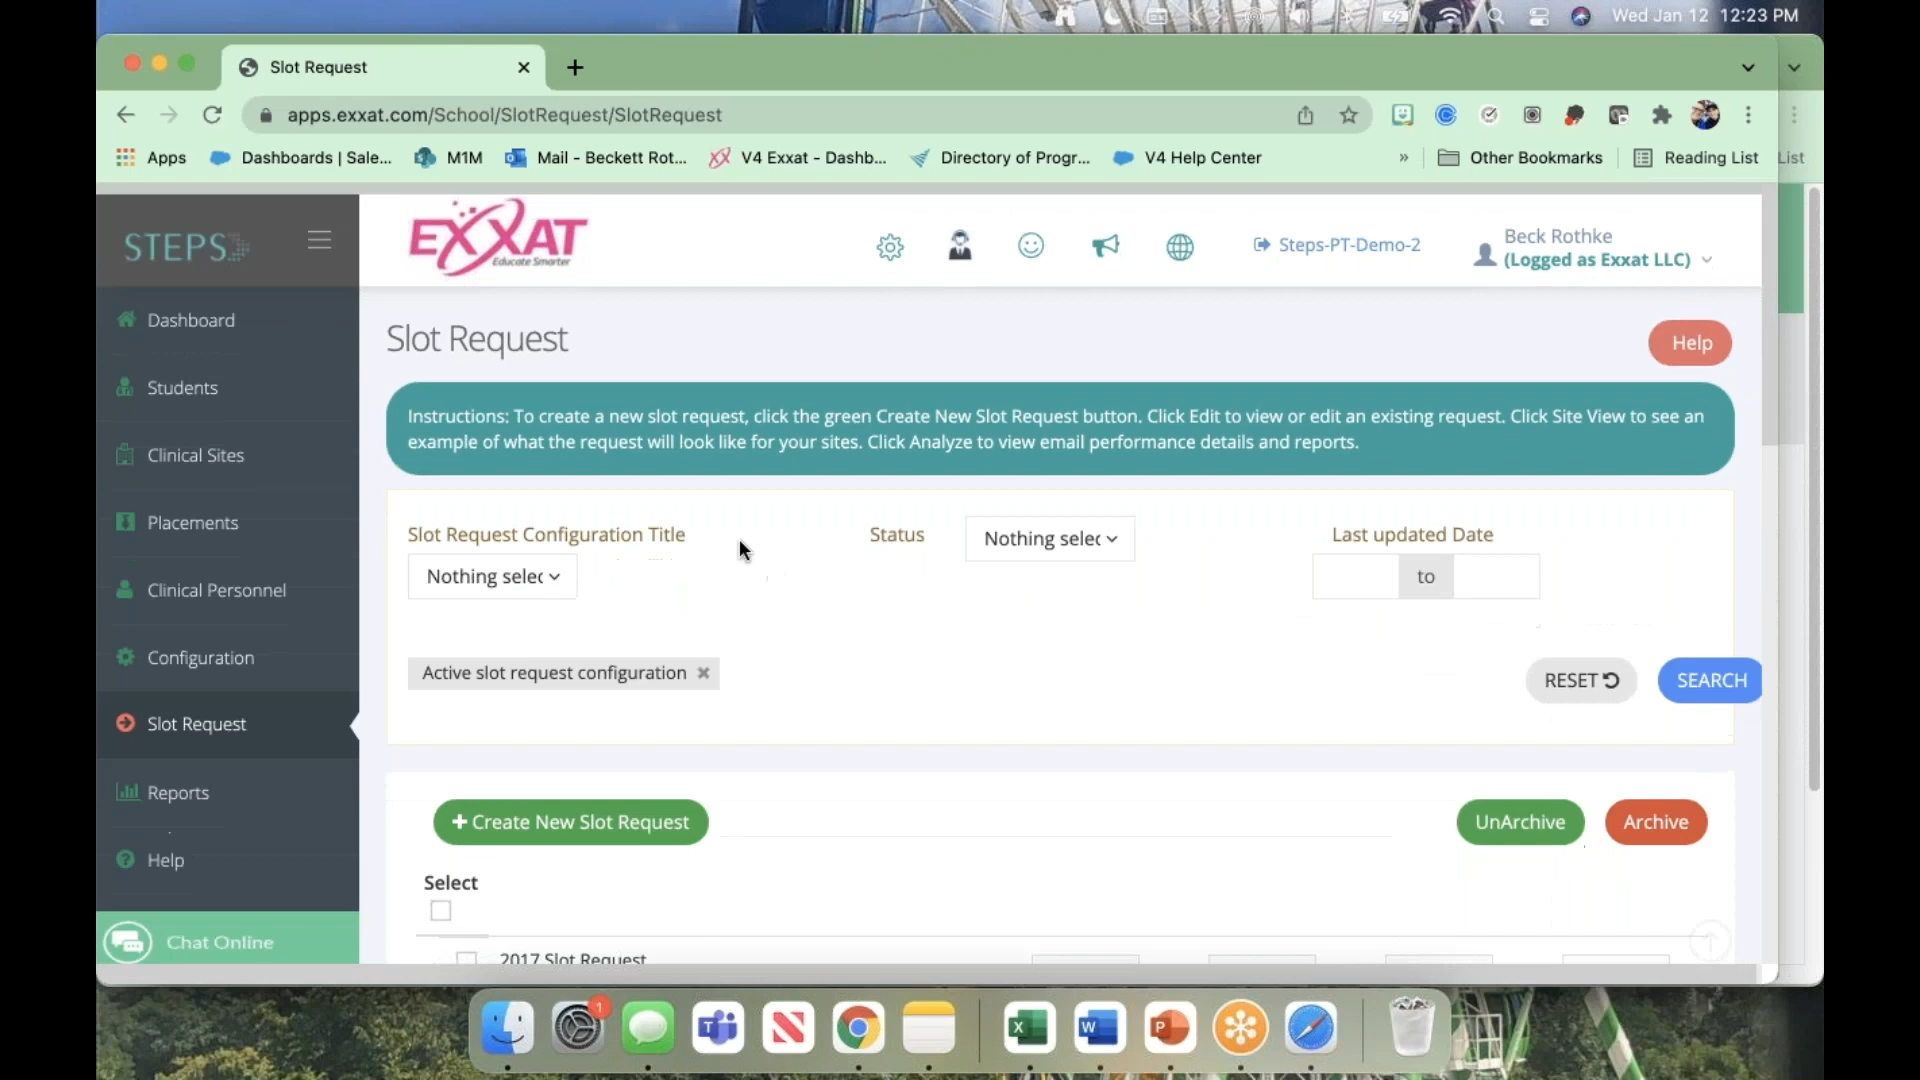 Wed Jan 12 12:23 PM
Slot Request
apps.exxat.com/School/SlotRequest/SlotRequest
Apps
Dashboards | Sale...
M1M
Mail - Beckett Rot...
V4 Exxat - Dashb...
Directory of Progr...
V4 Help Center
»
Other Bookmarks
Reading List
List
STEPS
EXXAT
Educate Smarter
Steps-PT-Demo-2
Beck Rothke
(Logged as Exxat LLC)
Dashboard
Students
Clinical Sites
Placements
Clinical Personnel
Configuration
Slot Request
Reports
Help
Chat Online
Slot Request
Help
Instructions: To create a new slot request, click the green Create New Slot Request button. Click Edit to view or edit an existing request. Click Site View to see an
example of what the request will look like for your sites. Click Analyze to view email performance details and reports.
Slot Request Configuration Title
Nothing selec
Status
Nothing selec
Last updated Date
to
Active slot request configuration
RESET
SEARCH
Create New Slot Request
UnArchive
Archive
Select
2017 Slot Request
1
T
X
W
P